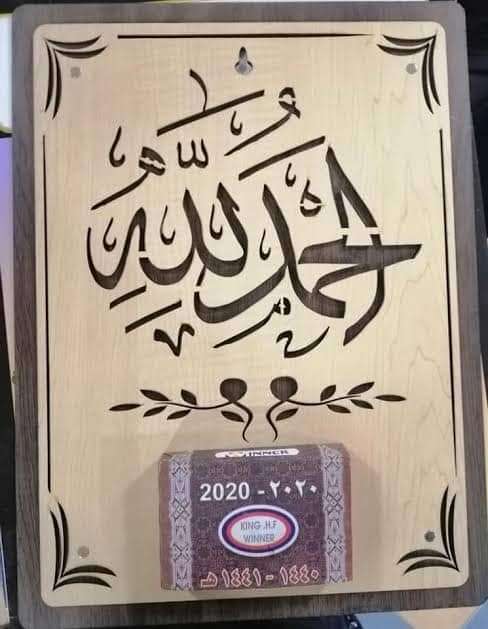 الحمد لله
WINNER
2020 - ٢٠٢٠
KING .H.F
WINNER
١٤٤٠ - ١٤٤١ هـ